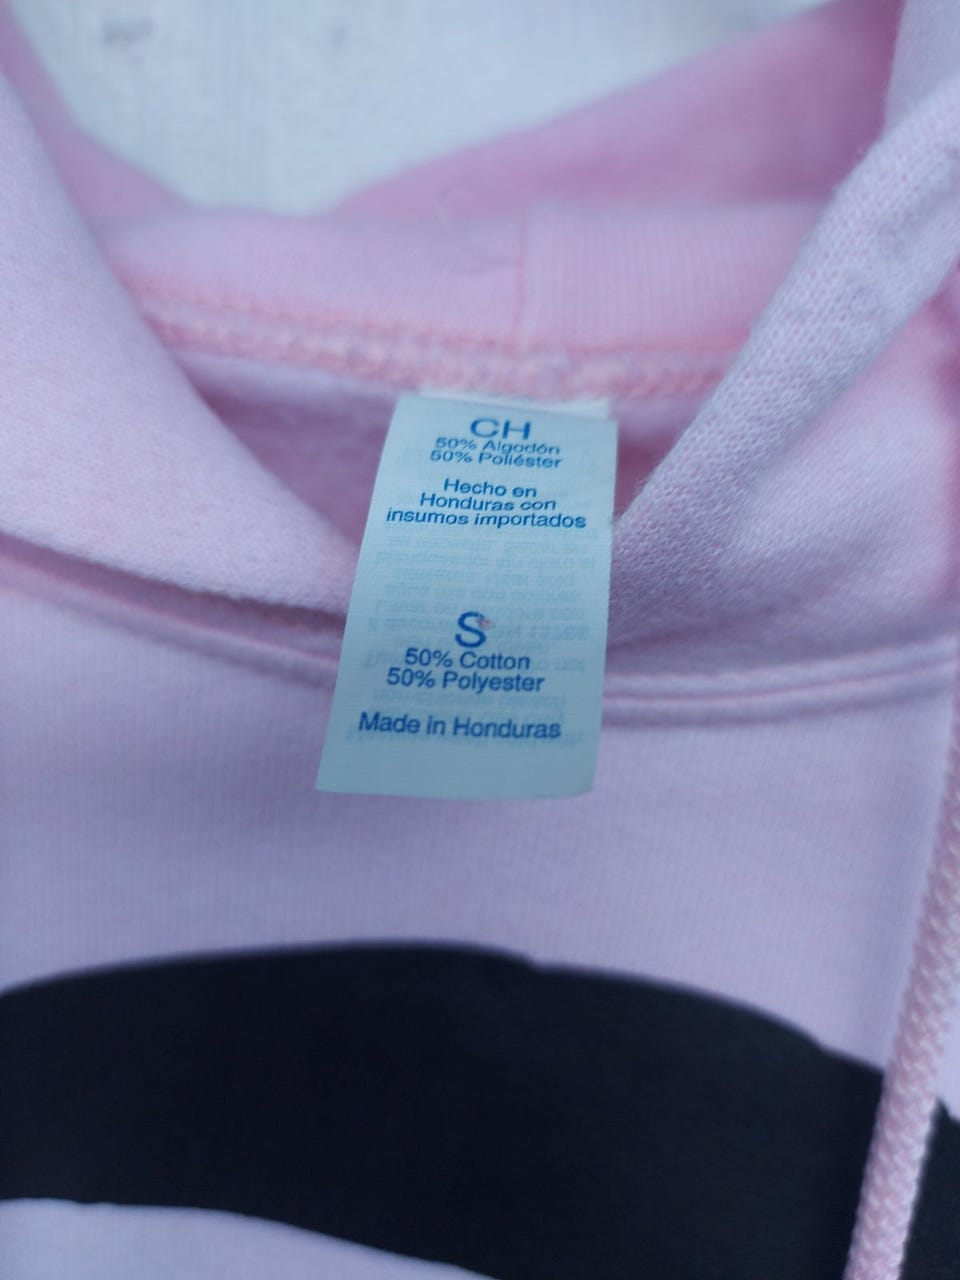 CH
50% Algodón
50% Poliéster
Hecho en
Honduras con
insumos importados
S
50% Cotton
50% Polyester
Made in Honduras